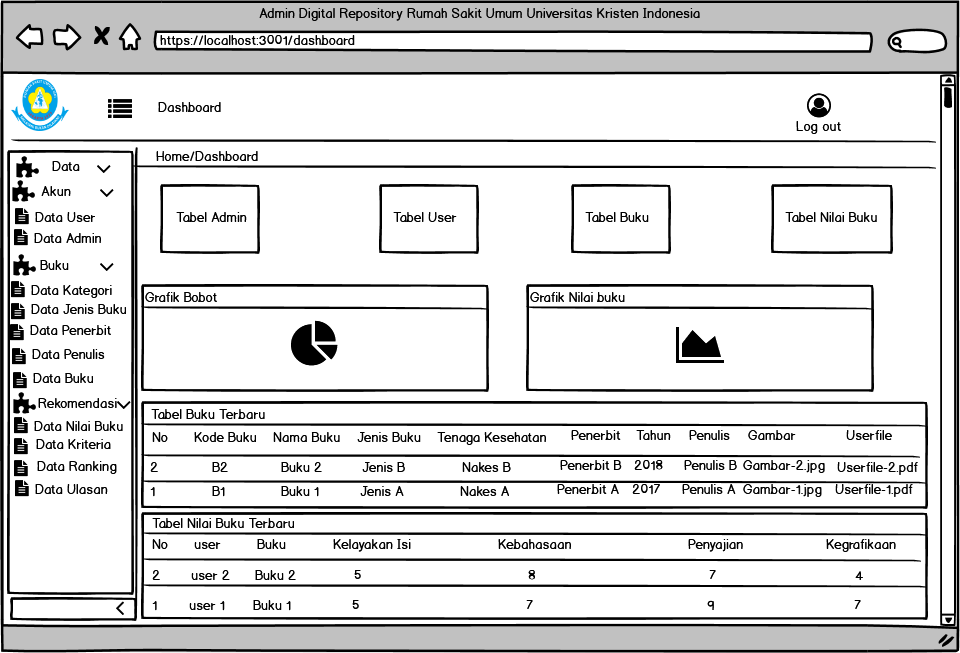 Admin Digital Repository Rumah Sakit Umum Universitas Kristen Indonesia
https://localhost:3001/dashboard
Dashboard
Log out
Home/Dashboard
Data
Akun
Data User
Data Admin
Buku
Data Kategori
Data Jenis Buku
Data Penerbit
Data Penulis
Data Buku
Rekomendasi
Data Nilai Buku
Data Kriteria
Data Ranking
Data Ulasan
Tabel Admin Tabel User Tabel Buku Tabel Nilai Buku
Grafik Bobot
Grafik Nilai buku
Tabel Buku Terbaru
No Kode Buku Nama Buku Jenis Buku Tenaga Kesehatan Penerbit Tahun Penulis Gambar Userfile
2 B2 Buku 2 Jenis B Nakes B Penerbit B 2018 Penulis B Gambar-2.jpg Userfile-2.pdf
1 B1 Buku 1 Jenis A Nakes A Penerbit A 2017 Penulis A Gambar-1.jpg Userfile-1.pdf
Tabel Nilai Buku Terbaru
No user Buku Kelayakan Isi Kebahasaan Penyajian Kegrafikaan
2 user 2 Buku 2 5 8 7 4
1 user 1 Buku 1 5 7 9 7